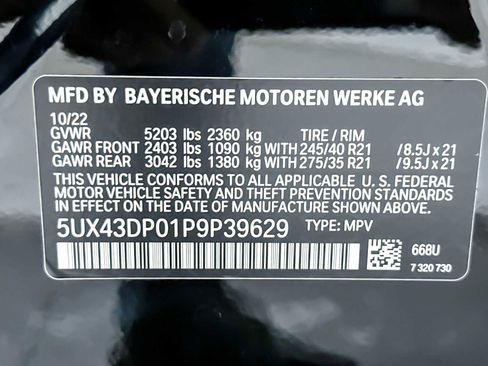 MFD BY BAYERISCHE MOTOREN WERKE AG
10/22
GVWR 5203 lbs 2360 kg TIRE / RIM
GAWR FRONT 2403 lbs 1090 kg WITH 245/40 R21 /8.5J x 21
GAWR REAR 3042 lbs 1380 kg WITH 275/35 R21 /9.5J x 21
THIS VEHICLE CONFORMS TO ALL APPLICABLE U. S. FEDERAL
MOTOR VEHICLE SAFETY AND THEFT PREVENTION STANDARDS
IN EFFECT ON THE DATE OF MANUFACTURE SHOWN ABOVE.
5UX43DP01P9P39629 TYPE: MPV
668U
7 320 730